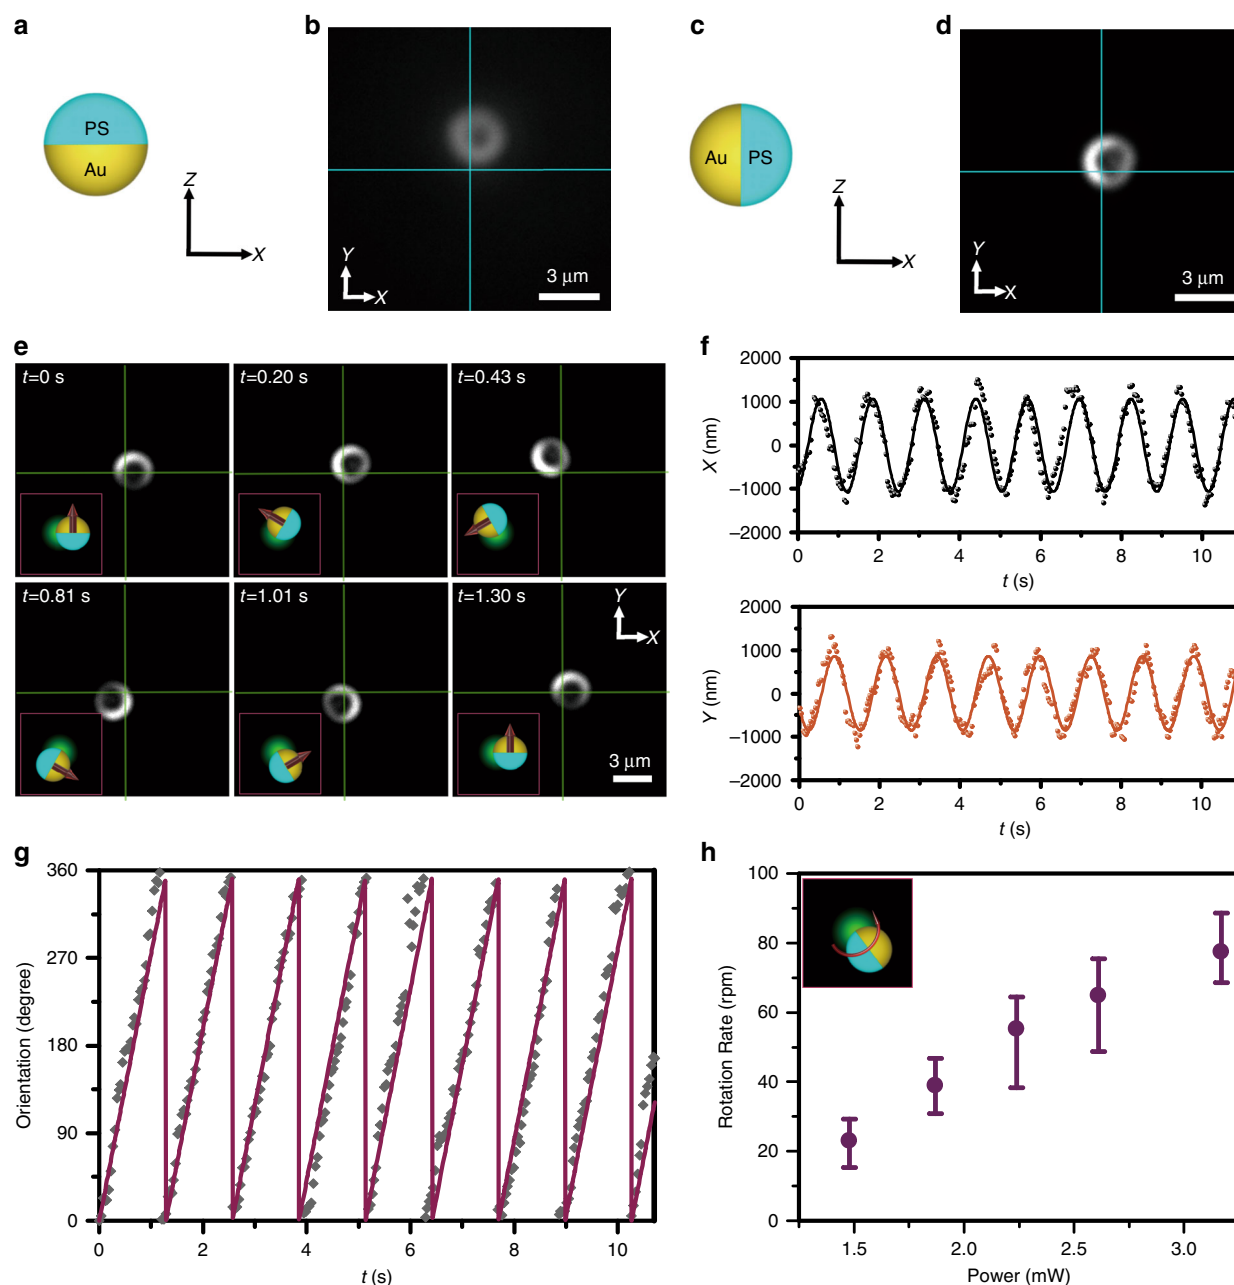 a
PS
Au
Z
X
b
Y
X
3 μm
c
Au
PS
Z
X
d
Y
X
3 μm
e
t=0 s
t=0.20 s
t=0.43 s
t=0.81 s
t=1.01 s
t=1.30 s
Y
X
3 μm
f
2000
1000
0
−1000
−2000
X (nm)
0 2 4 6 8 10
t (s)
2000
1000
0
−1000
−2000
Y (nm)
0 2 4 6 8 10
t (s)
g
360
270
180
90
0
Orientation (degree)
0 2 4 6 8 10
t (s)
h
100
80
60
40
20
0
Rotation Rate (rpm)
1.5 2.0 2.5 3.0
Power (mW)